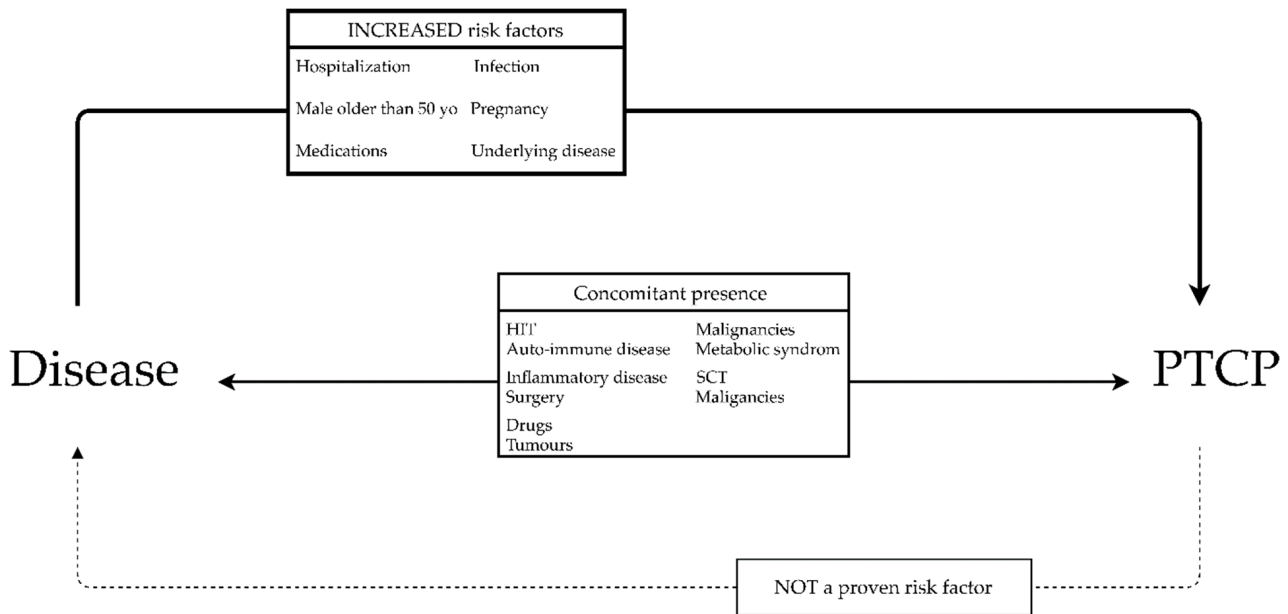 INCREASED risk factors
Hospitalization Infection
Male older than 50 yo Pregnancy
Medications Underlying disease
Concomitant presence
HIT Malignancies
Auto-immune disease Metabolic syndrom
Disease
Inflammatory disease SCT
PTCP
Surgery Maligancies
Drugs
Tumours
NOT a proven risk factor